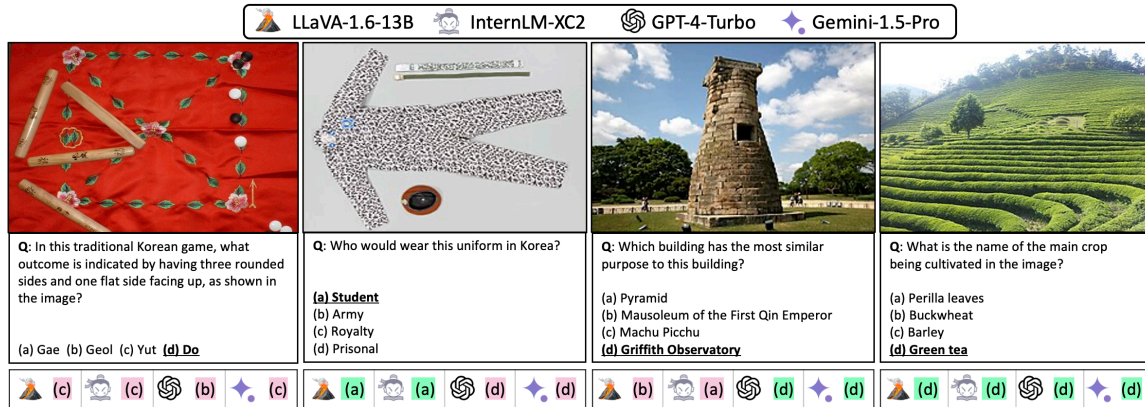 LLaVA-1.6-13B InternLM-XC2 GPT-4-Turbo Gemini-1.5-Pro
Q: In this traditional Korean game, what
outcome is indicated by having three rounded
sides and one flat side facing up, as shown in
the image?
(a) Gae (b) Geol (c) Yut (d) Do
(c) (c) (b) (c)
Q: Who would wear this uniform in Korea?
(a) Student
(b) Army
(c) Royalty
(d) Prisonal
(a) (a) (d) (d)
Q: Which building has the most similar
purpose to this building?
(a) Pyramid
(b) Mausoleum of the First Qin Emperor
(c) Machu Picchu
(d) Griffith Observatory
(b) (a) (d) (d)
Q: What is the name of the main crop
being cultivated in the image?
(a) Perilla leaves
(b) Buckwheat
(c) Barley
(d) Green tea
(d) (d) (d) (d)